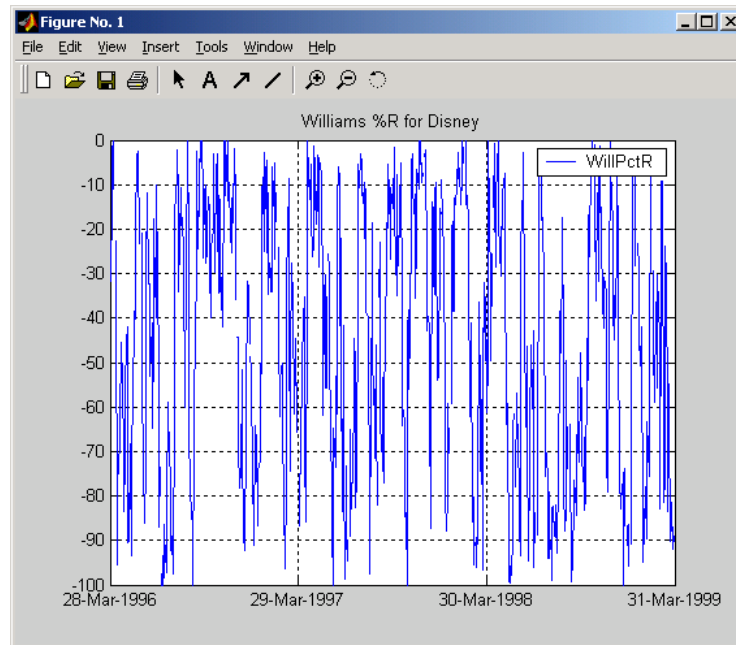 Figure No. 1
File Edit View Insert Tools Window Help
A
Williams %R for Disney
WillPctR
0
-10
-20
-30
-40
-50
-60
-70
-80
-90
-100
28-Mar-1996 29-Mar-1997 30-Mar-1998 31-Mar-1999